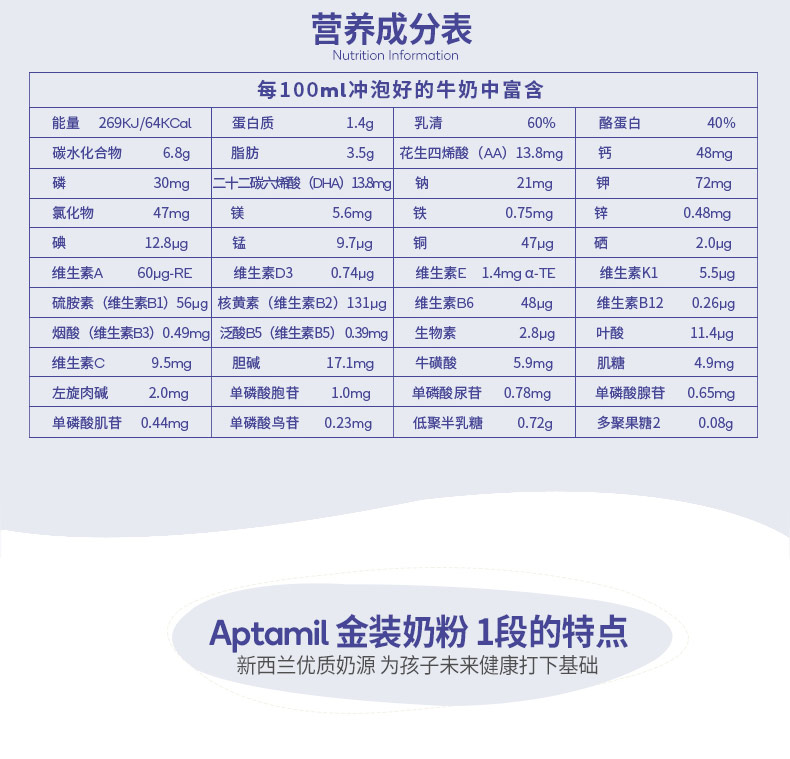 营养成分表
Nutrition Information
每100ml冲泡好的牛奶中富含
能量 269KJ/64KCal 蛋白质 1.4g 乳清 60% 酪蛋白 40%
碳水化合物 6.8g 脂肪 3.5g 花生四烯酸（AA）13.8mg 钙 48mg
磷 30mg 二十二碳六烯酸（DHA）13.8mg 钠 21mg 钾 72mg
氯化物 47mg 镁 5.6mg 铁 0.75mg 锌 0.48mg
碘 12.8μg 锰 9.7μg 铜 47μg 硒 2.0μg
维生素A 60μg-RE 维生素D3 0.74μg 维生素E 1.4mg α-TE 维生素K1 5.5μg
硫胺素（维生素B1）56μg 核黄素（维生素B2）131μg 维生素B6 48μg 维生素B12 0.26μg
烟酸（维生素B3）0.49mg 泛酸B5（维生素B5）0.39mg 生物素 2.8μg 叶酸 11.4μg
维生素C 9.5mg 胆碱 17.1mg 牛磺酸 5.9mg 肌糖 4.9mg
左旋肉碱 2.0mg 单磷酸胞苷 1.0mg 单磷酸尿苷 0.78mg 单磷酸腺苷 0.65mg
单磷酸肌苷 0.44mg 单磷酸鸟苷 0.23mg 低聚半乳糖 0.72g 多聚果糖2 0.08g
Aptamil 金装奶粉 1段的特点
新西兰优质奶源 为孩子未来健康打下基础